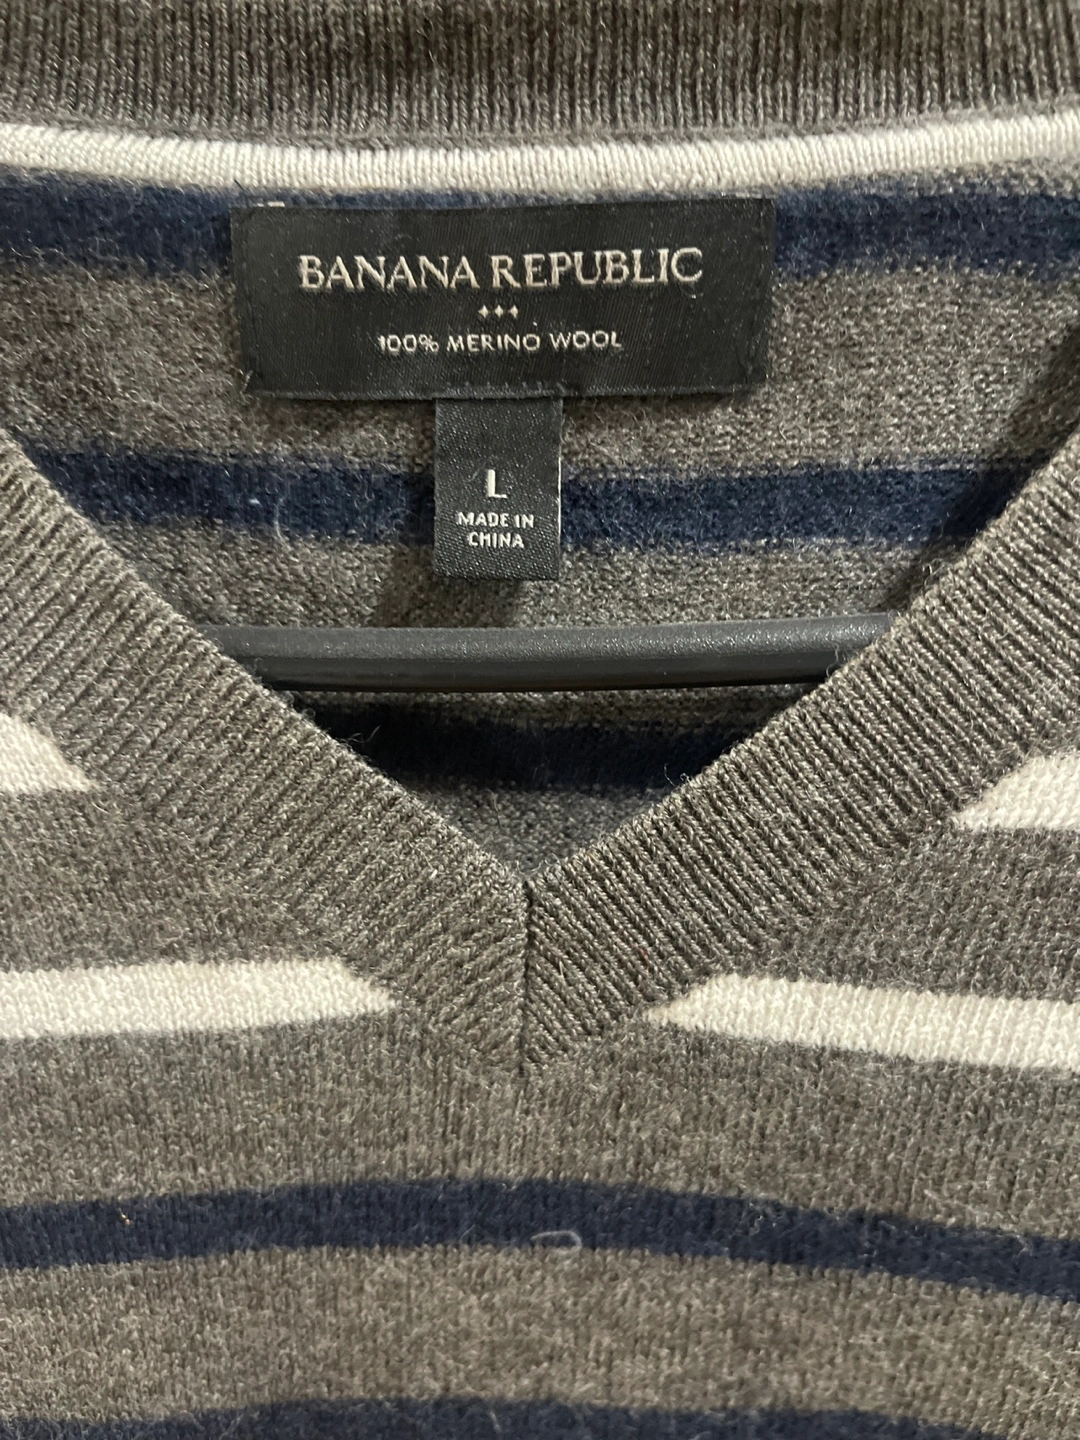 BANANA REPUBLIC
100% MERINO WOOL
L
MADE IN
CHINA